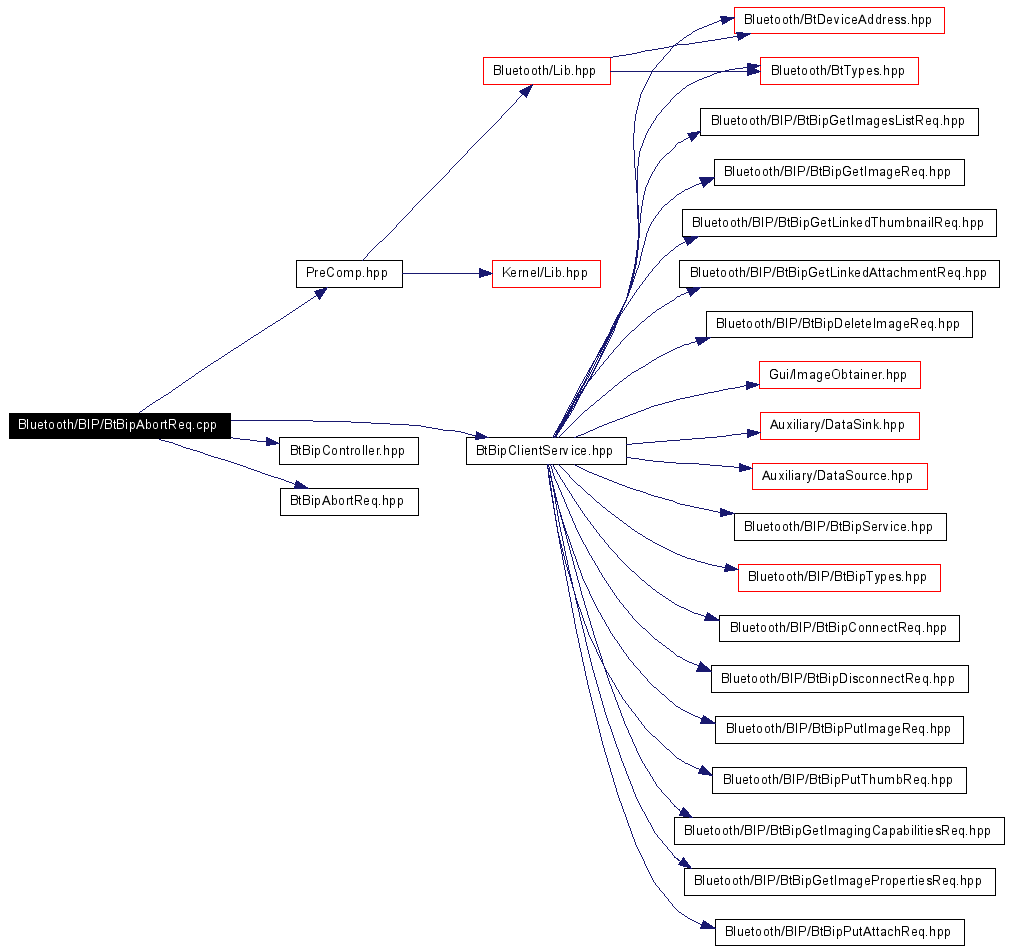 Bluetooth/BtDeviceAddress.hpp
Bluetooth/Lib.hpp
Bluetooth/BtTypes.hpp
Bluetooth/BIP/BtBipGetImagesListReq.hpp
Bluetooth/BIP/BtBipGetImageReq.hpp
Bluetooth/BIP/BtBipGetLinkedThumbnailReq.hpp
PreComp.hpp
Kernel/Lib.hpp
Bluetooth/BIP/BtBipGetLinkedAttachmentReq.hpp
Bluetooth/BIP/BtBipDeleteImageReq.hpp
Gui/ImageObtainer.hpp
Bluetooth/BIP/BtBipAbortReq.cpp
Auxiliary/DataSink.hpp
BtBipController.hpp
BtBipClientService.hpp
Auxiliary/DataSource.hpp
BtBipAbortReq.hpp
Bluetooth/BIP/BtBipService.hpp
Bluetooth/BIP/BtBipTypes.hpp
Bluetooth/BIP/BtBipConnectReq.hpp
Bluetooth/BIP/BtBipDisconnectReq.hpp
Bluetooth/BIP/BtBipPutImageReq.hpp
Bluetooth/BIP/BtBipPutThumbReq.hpp
Bluetooth/BIP/BtBipGetImagingCapabilitiesReq.hpp
Bluetooth/BIP/BtBipGetImagePropertiesReq.hpp
Bluetooth/BIP/BtBipPutAttachReq.hpp